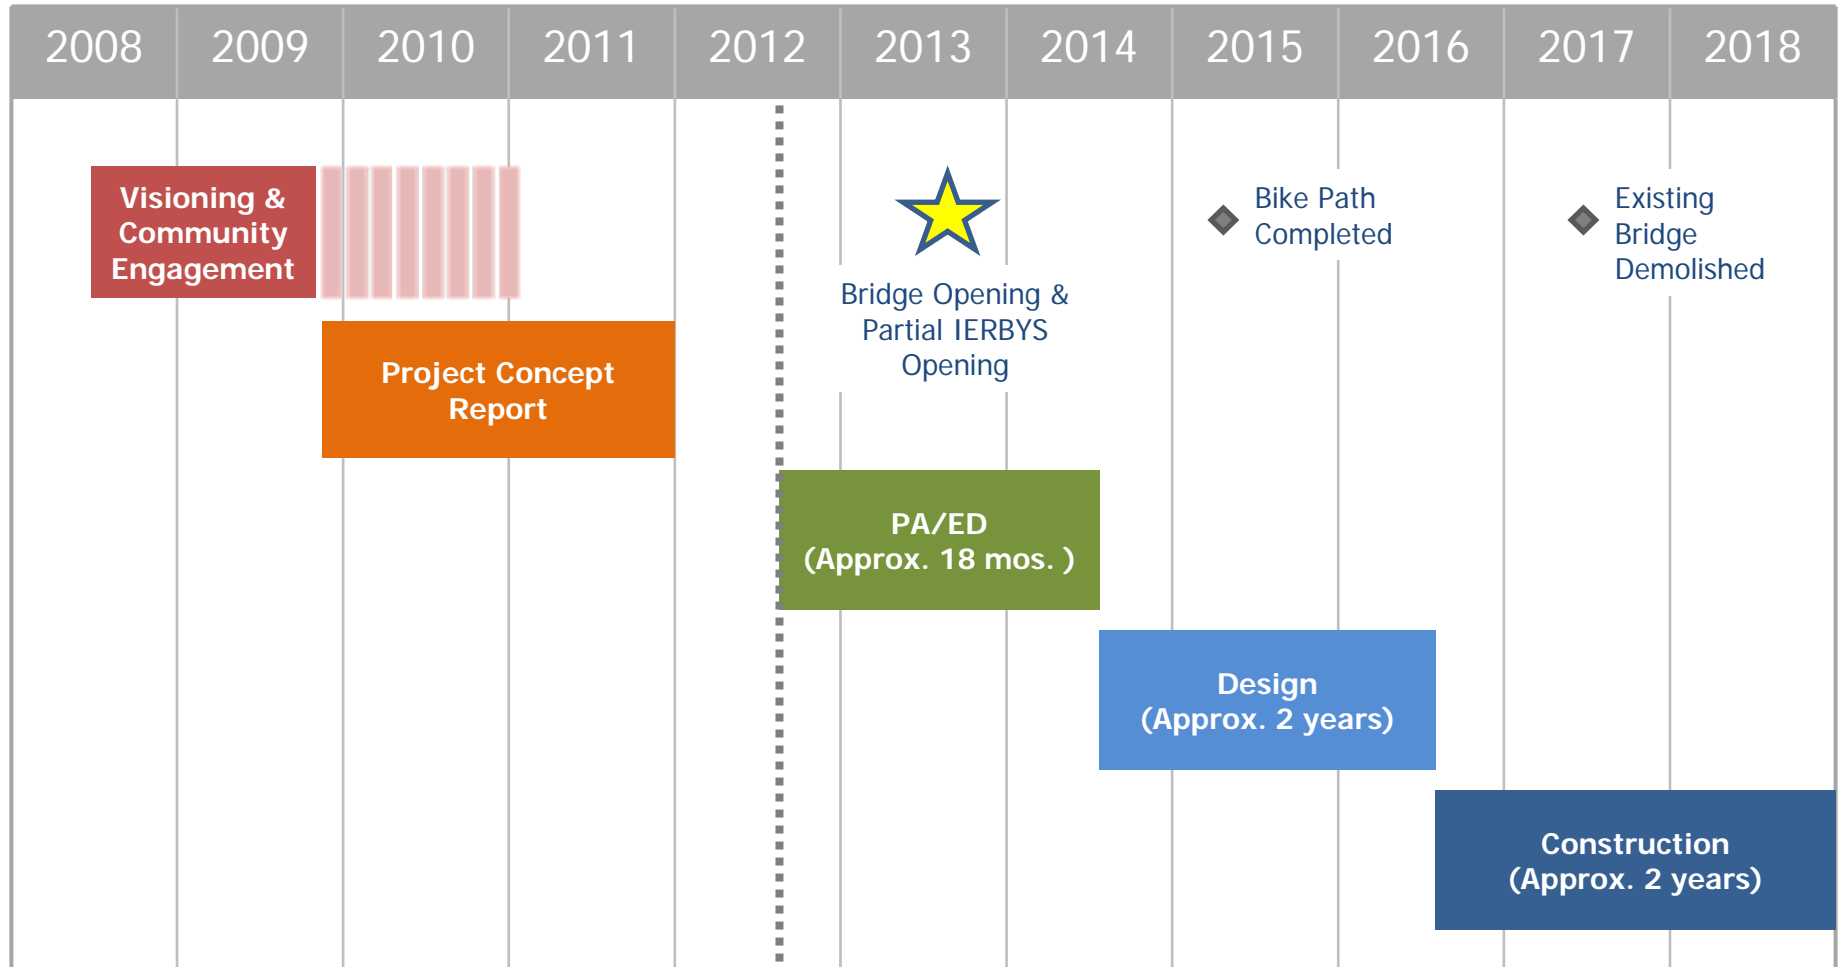 2008 2009 2010 2011 2012 2013 2014 2015 2016 2017 2018
Visioning &
Community
Engagement
Bridge Opening &
Partial IERBYS
Opening
Bike Path
Completed
Existing
Bridge
Demolished
Project Concept
Report
PA/ED
(Approx. 18 mos. )
Design
(Approx. 2 years)
Construction
(Approx. 2 years)